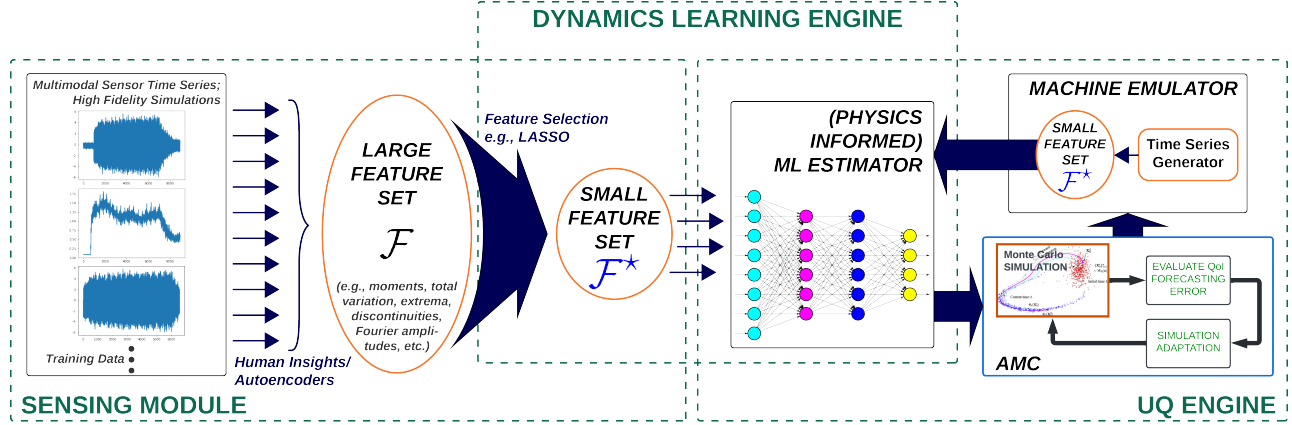 DYNAMICS LEARNING ENGINE
Multimodal Sensor Time Series;
High Fidelity Simulations
Training Data
Human Insights/
Autoencoders
LARGE
FEATURE
SET
ℱ
(e.g., moments, total
variation, extrema,
discontinuities,
Fourier ampli-
tudes, etc.)
Feature Selection
e.g., LASSO
SMALL
FEATURE
SET
ℱ*
(PHYSICS
INFORMED)
ML ESTIMATOR
MACHINE EMULATOR
SMALL
FEATURE
SET
ℱ*
Time Series
Generator
Monte Carlo
SIMULATION
EVALUATE QoI
FORECASTING
ERROR
SIMULATION
ADAPTATION
AMC
SENSING MODULE
UQ ENGINE